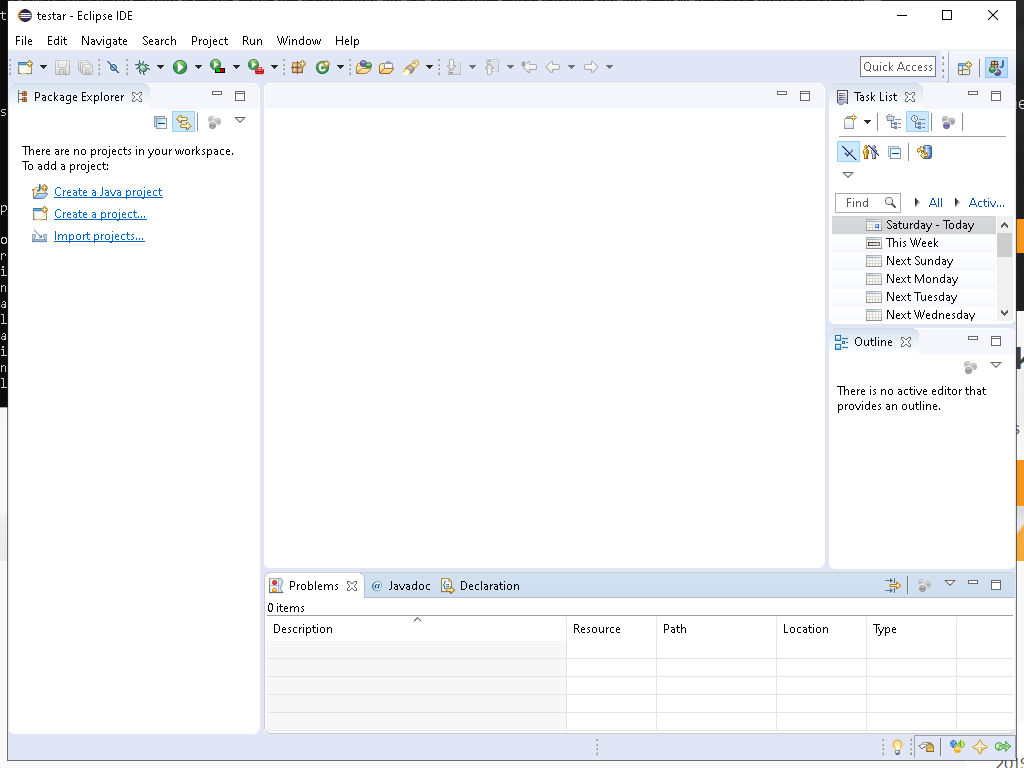 testar - Eclipse IDE
File Edit Navigate Search Project Run Window Help
Quick Access
Package Explorer
There are no projects in your workspace.
To add a project:
Create a Java project
Create a project...
Import projects...
Task List
Find All Activ...
Saturday - Today
This Week
Next Sunday
Next Monday
Next Tuesday
Next Wednesday
Outline
There is no active editor that
provides an outline.
Problems @ Javadoc Declaration
0 items
Description Resource Path Location Type